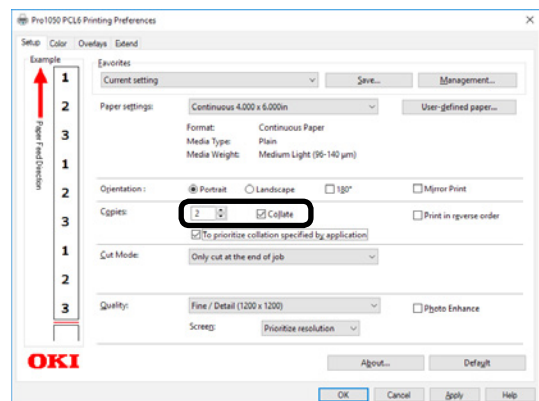 Pro1050 PCL6 Printing Preferences
Setup Color Overlays Extend
Example
1
2
3
1
2
3
1
2
3
Paper Feed Direction
OKI
Favorites
Current setting
Save...
Management...
Paper settings:
Continuous 4.000 x 6.000in
User-defined paper...
Format: Continuous Paper
Media Type: Plain
Media Weight: Medium Light (96-140 μm)
Orientation : Portrait Landscape 180° Mirror Print
Copies: 2 Collate Print in reverse order
To prioritize collation specified by application
Cut Mode: Only cut at the end of job
Quality: Fine / Detail (1200 x 1200) Photo Enhance
Screen: Prioritize resolution
About... Default
OK Cancel Apply Help